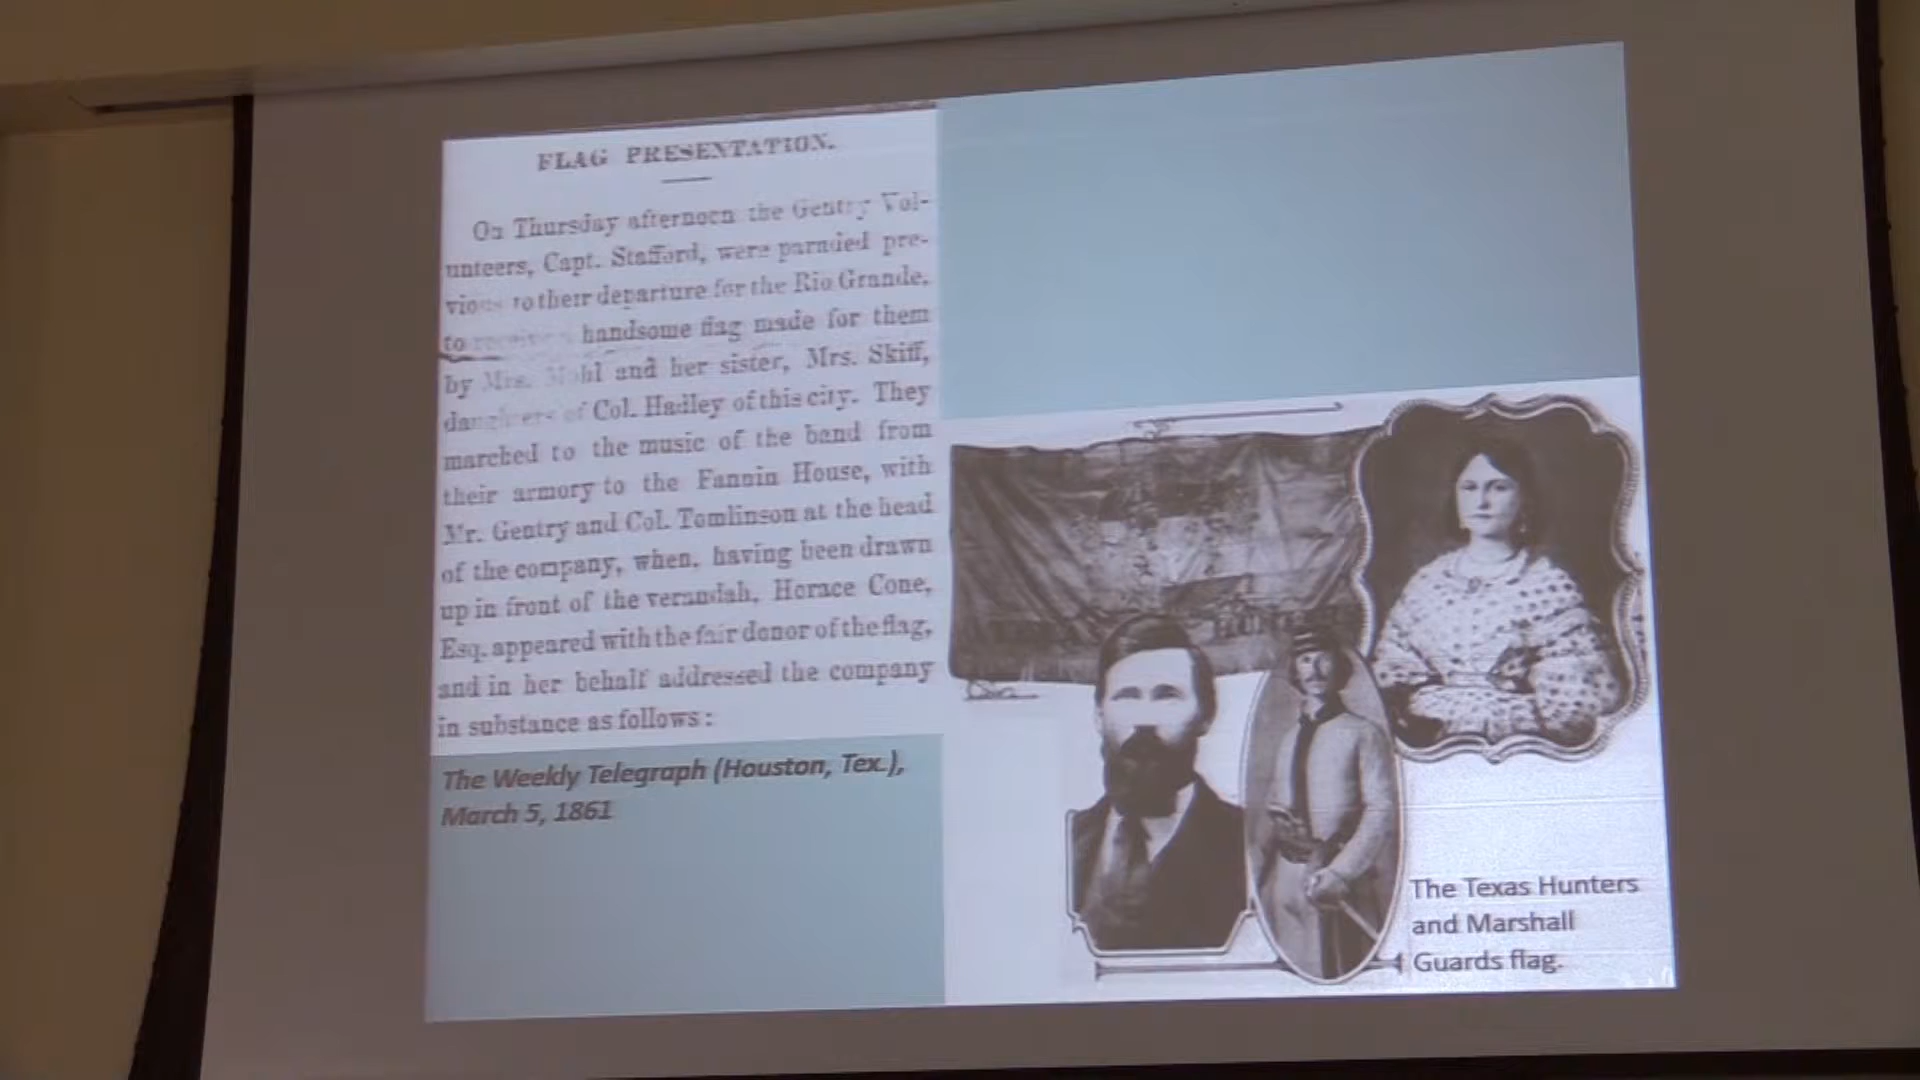 FLAG PRESENTATION.
On Thursday afternoon the Gentry Vol-
unteers, Capt. Stafford, were paraded pre-
to their departure for the Rio Grande,
to handsome flag made for them
by Mrs. and her sister, Mrs. Skiff,
of Col. Hadley of this city. They
marched to the music of the band from
their armory to the Fannin House, with
Mr. Gentry and Col. Tomlinson at the head
of the company, when, having been drawn
up in front of the verandah, Horace Cone,
Esq. appeared with the fair donor of the flag,
and in her behalf addressed the company
in substance as follows:
The Weekly Telegraph (Houston, Tex.),
March 5, 1861
The Texas Hunters
and Marshall
Guards flag.